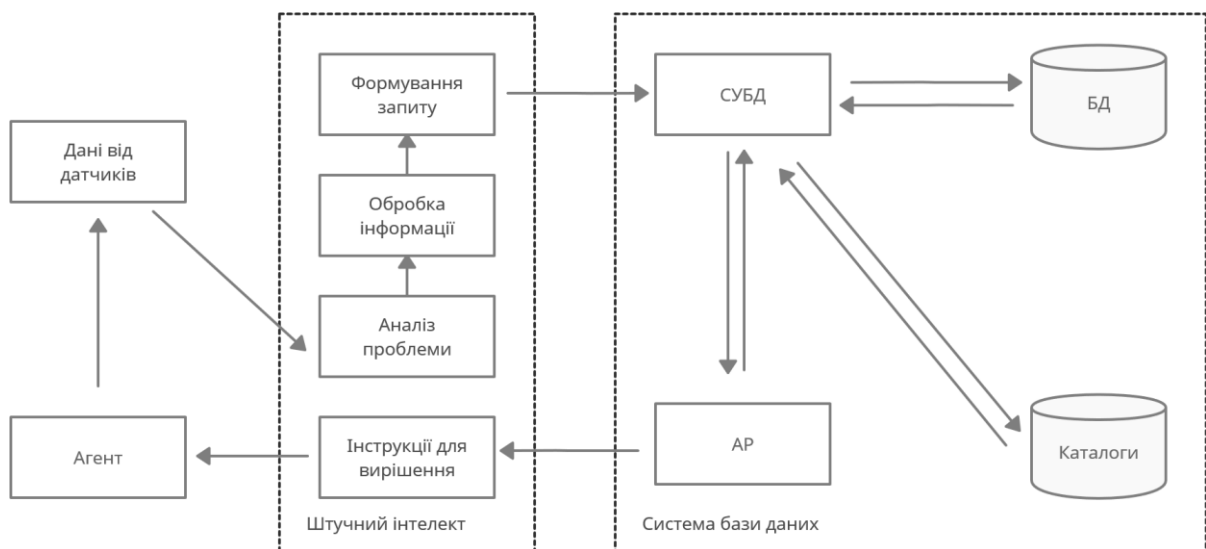 Формування
запиту
СУБД
БД
Дані від
датчиків
Обробка
інформації
Аналіз
проблеми
Агент
Інструкції для
вирішення
АР
Каталоги
Штучний інтелект
Система бази даних